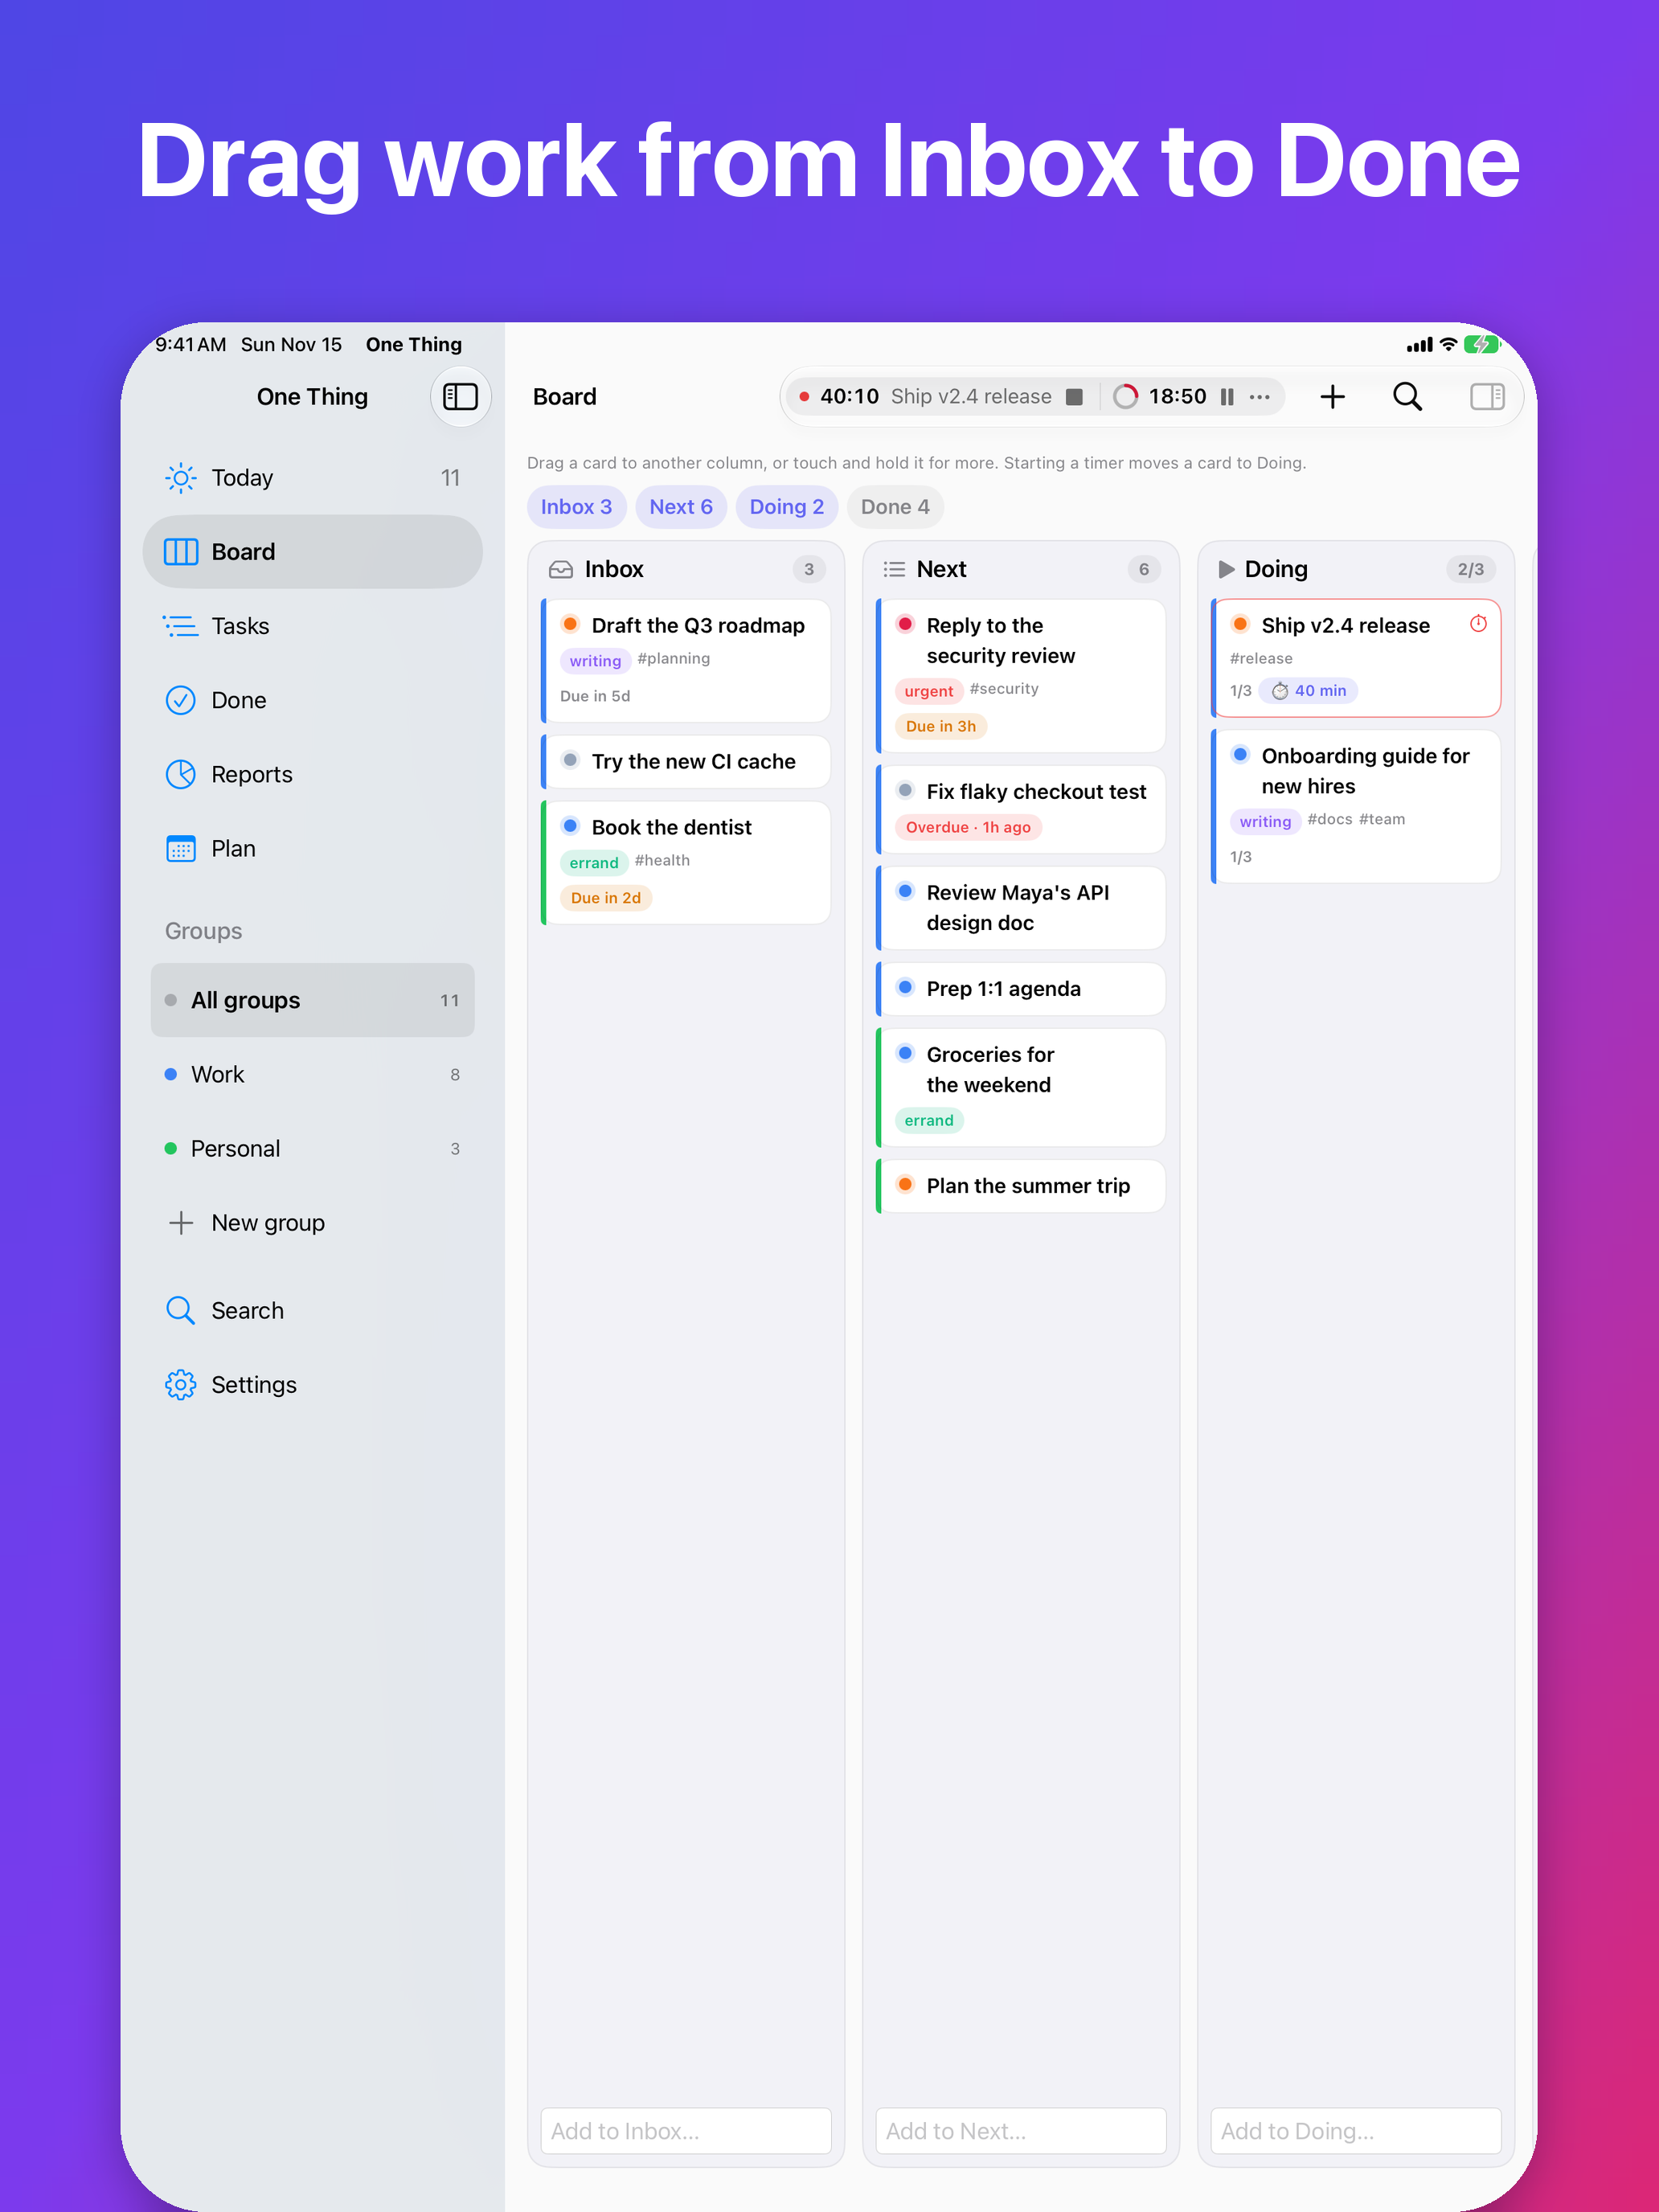 Drag work from Inbox to Done
9:41 AM Sun Nov 15 One Thing
One Thing
Today 11
Board
Tasks
Done
Reports
Plan
Groups
All groups 11
Work 8
Personal 3
New group
Search
Settings
Board
40:10 Ship v2.4 release 18:50
Drag a card to another column, or touch and hold it for more. Starting a timer moves a card to Doing.
Inbox 3 Next 6 Doing 2 Done 4
Inbox 3
Draft the Q3 roadmap
writing #planning
Due in 5d
Try the new CI cache
Book the dentist
errand #health
Due in 2d
Add to Inbox...
Next 6
Reply to the
security review
urgent #security
Due in 3h
Fix flaky checkout test
Overdue · 1h ago
Review Maya's API
design doc
Prep 1:1 agenda
Groceries for
the weekend
errand
Plan the summer trip
Add to Next...
Doing 2/3
Ship v2.4 release
#release
1/3 40 min
Onboarding guide for
new hires
writing #docs #team
1/3
Add to Doing...